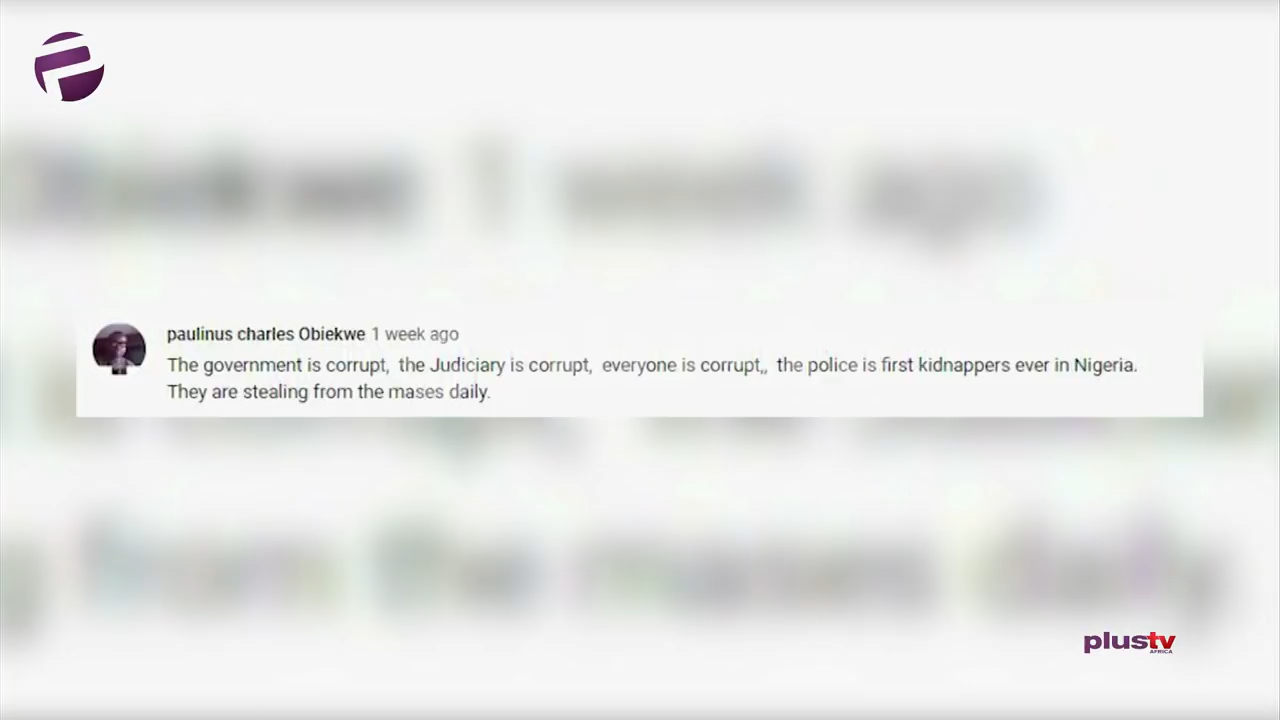 paulinus charles Obiekwe 1 week ago
The government is corrupt, the Judiciary is corrupt, everyone is corrupt,, the police is first kidnappers ever in Nigeria.
They are stealing from the mases daily.
plustv
AFRICA